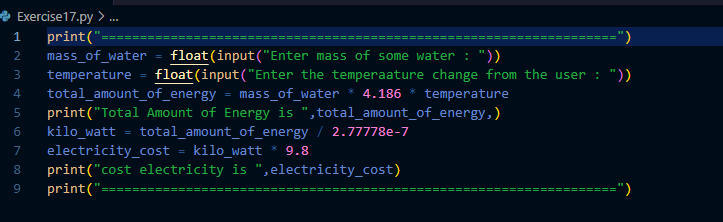 Exercise17.py > ...
1 print("===================================================================")
2 mass_of_water = float(input("Enter mass of some water : "))
3 temperature = float(input("Enter the temperaature change from the user : "))
4 total_amount_of_energy = mass_of_water * 4.186 * temperature
5 print("Total Amount of Energy is ",total_amount_of_energy,)
6 kilo_watt = total_amount_of_energy / 2.77778e-7
7 electricity_cost = kilo_watt * 9.8
8 print("cost electricity is ",electricity_cost)
9 print("===================================================================")